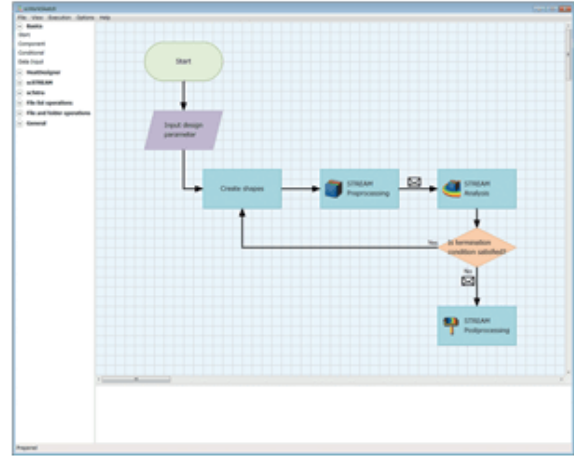 File View Execution Options Help
Basics
Start
Component
Conditional
Data Input
HeatDesigner
scSTREAM
scTetra
File list operations
File and folder operations
General
Start
Input design
parameter
Create shapes
STREAM
Preprocessing
STREAM
Analysis
Yes
Is termination
condition satisfied?
No
STREAM
Postprocessing
Prepared